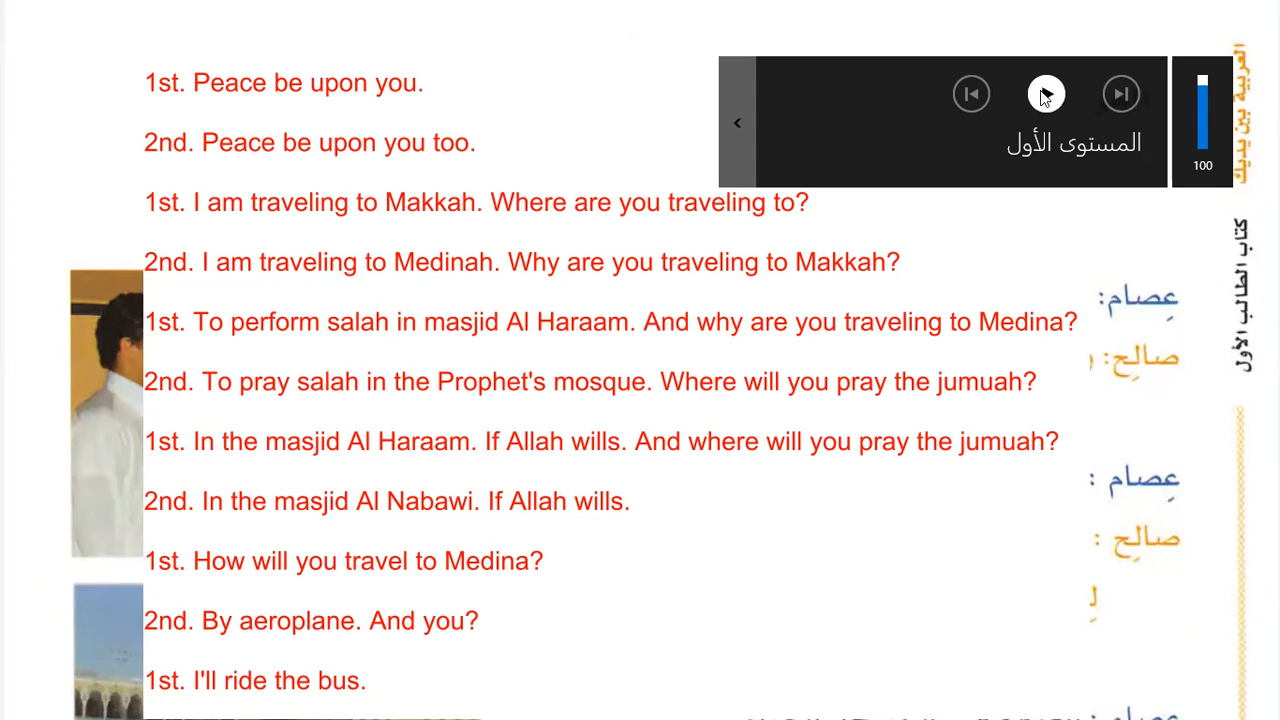 1st. Peace be upon you.
2nd. Peace be upon you too.
1st. I am traveling to Makkah. Where are you traveling to?
2nd. I am traveling to Medinah. Why are you traveling to Makkah?
1st. To perform salah in masjid Al Haraam. And why are you traveling to Medina?
2nd. To pray salah in the Prophet's mosque. Where will you pray the jumuah?
1st. In the masjid Al Haraam. If Allah wills. And where will you pray the jumuah?
2nd. In the masjid Al Nabawi. If Allah wills.
1st. How will you travel to Medina?
2nd. By aeroplane. And you?
1st. I'll ride the bus.
المستوى الأول
100
العربية بين يديك
كتاب الطالب الأول
عِصام:
صالِح:
عِصام :
صالِح :